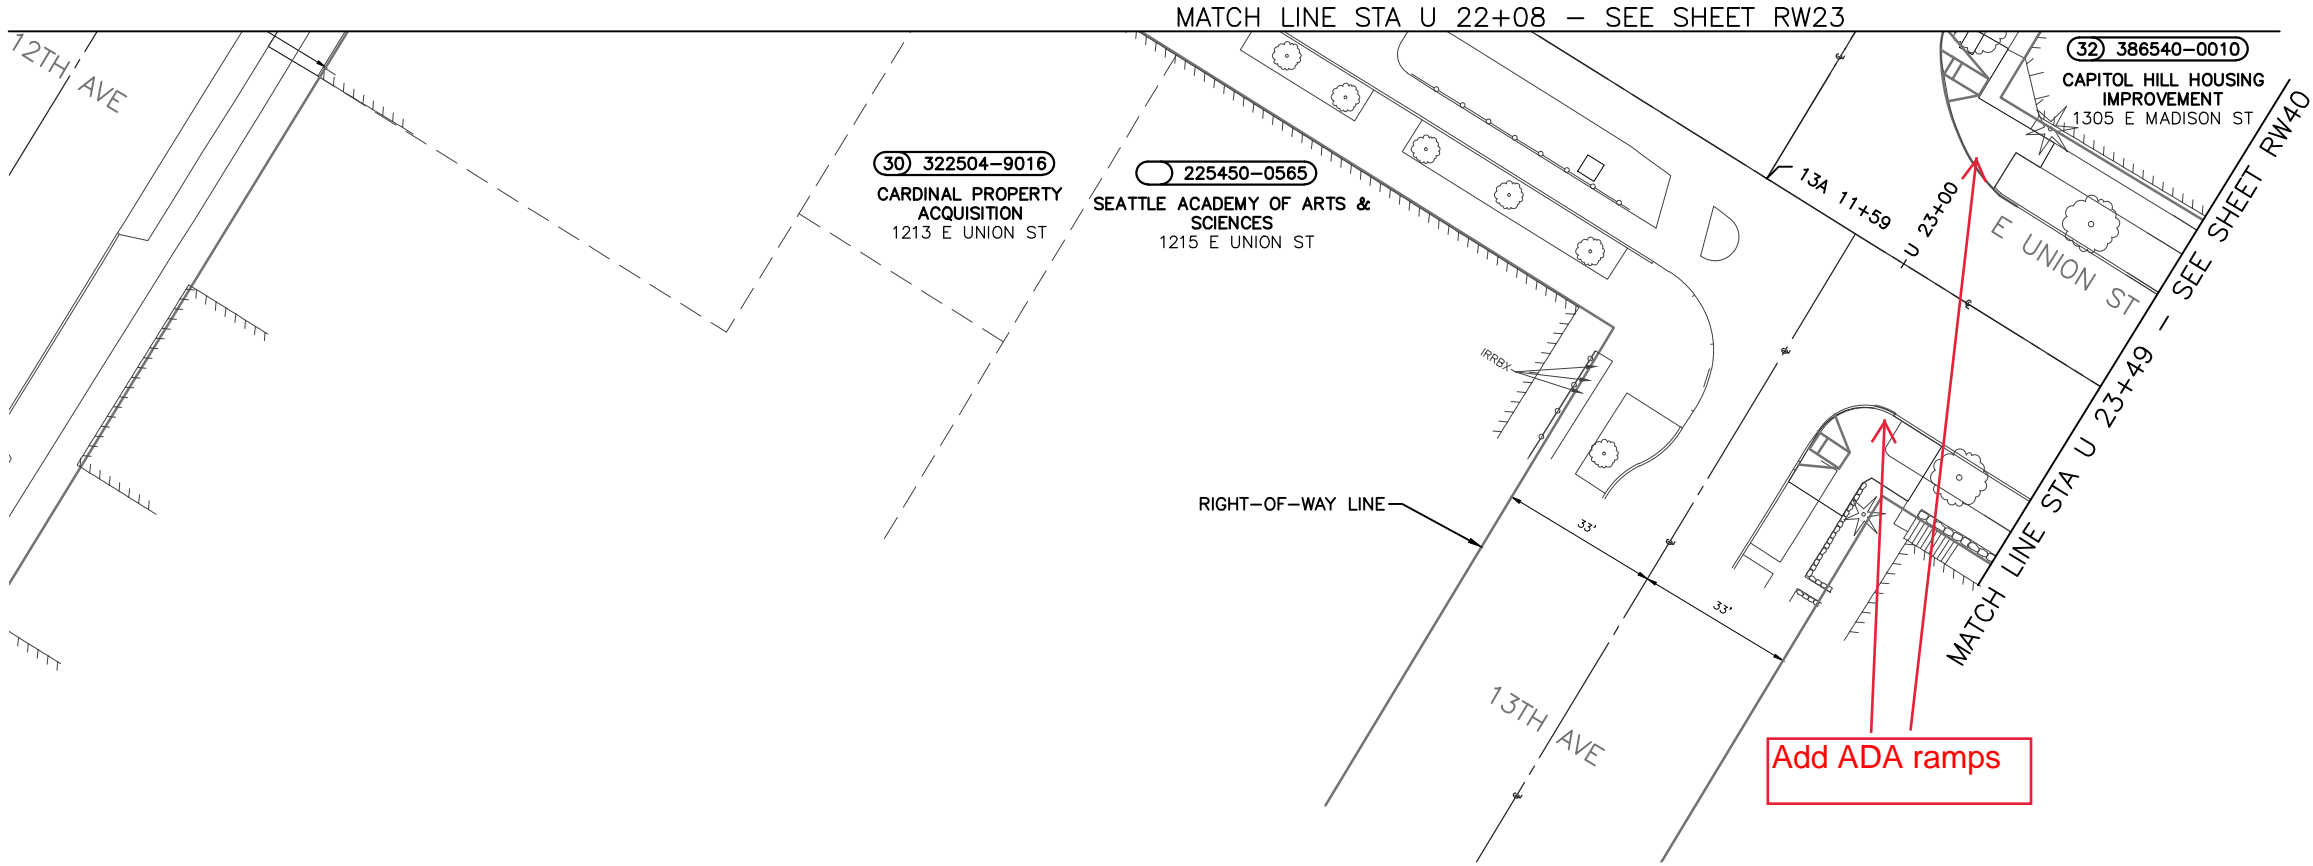 MATCH LINE STA U 22+08 - SEE SHEET RW23
12TH AVE
32 386540-0010
CAPITOL HILL HOUSING
IMPROVEMENT
1305 E MADISON ST
30 322504-9016
CARDINAL PROPERTY
ACQUISITION
1213 E UNION ST
225450-0565
SEATTLE ACADEMY OF ARTS &
SCIENCES
1215 E UNION ST
13A 11+59
U 23+00
E UNION ST
MATCH LINE STA U 23+49 - SEE SHEET RW40
IRRBX
RIGHT-OF-WAY LINE
33'
33'
13TH AVE
Add ADA ramps